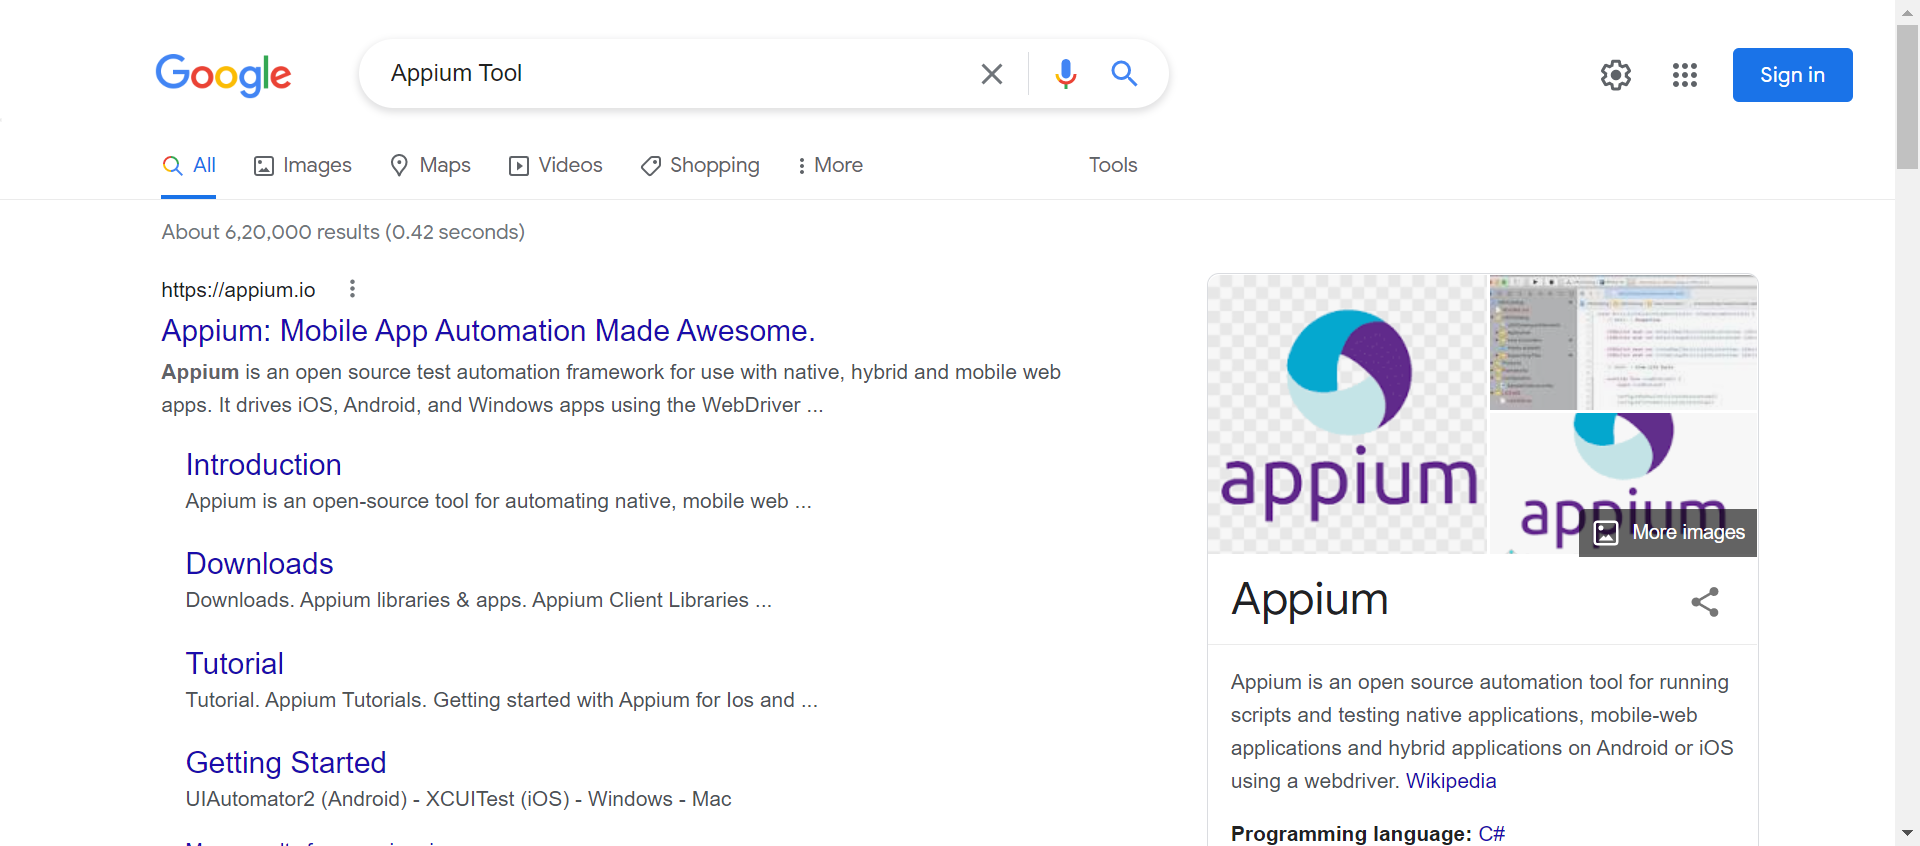 Google
Appium Tool
Sign in
All
Images
Maps
Videos
Shopping
More
Tools
About 6,20,000 results (0.42 seconds)
https://appium.io
Appium: Mobile App Automation Made Awesome.
Appium is an open source test automation framework for use with native, hybrid and mobile web
apps. It drives iOS, Android, and Windows apps using the WebDriver ...
Introduction
Appium is an open-source tool for automating native, mobile web ...
Downloads
Downloads. Appium libraries & apps. Appium Client Libraries ...
Tutorial
Tutorial. Appium Tutorials. Getting started with Appium for Ios and ...
Getting Started
UIAutomator2 (Android) - XCUITest (iOS) - Windows - Mac
appium
appium
More images
Appium
Appium is an open source automation tool for running
scripts and testing native applications, mobile-web
applications and hybrid applications on Android or iOS
using a webdriver. Wikipedia
Programming language: C#